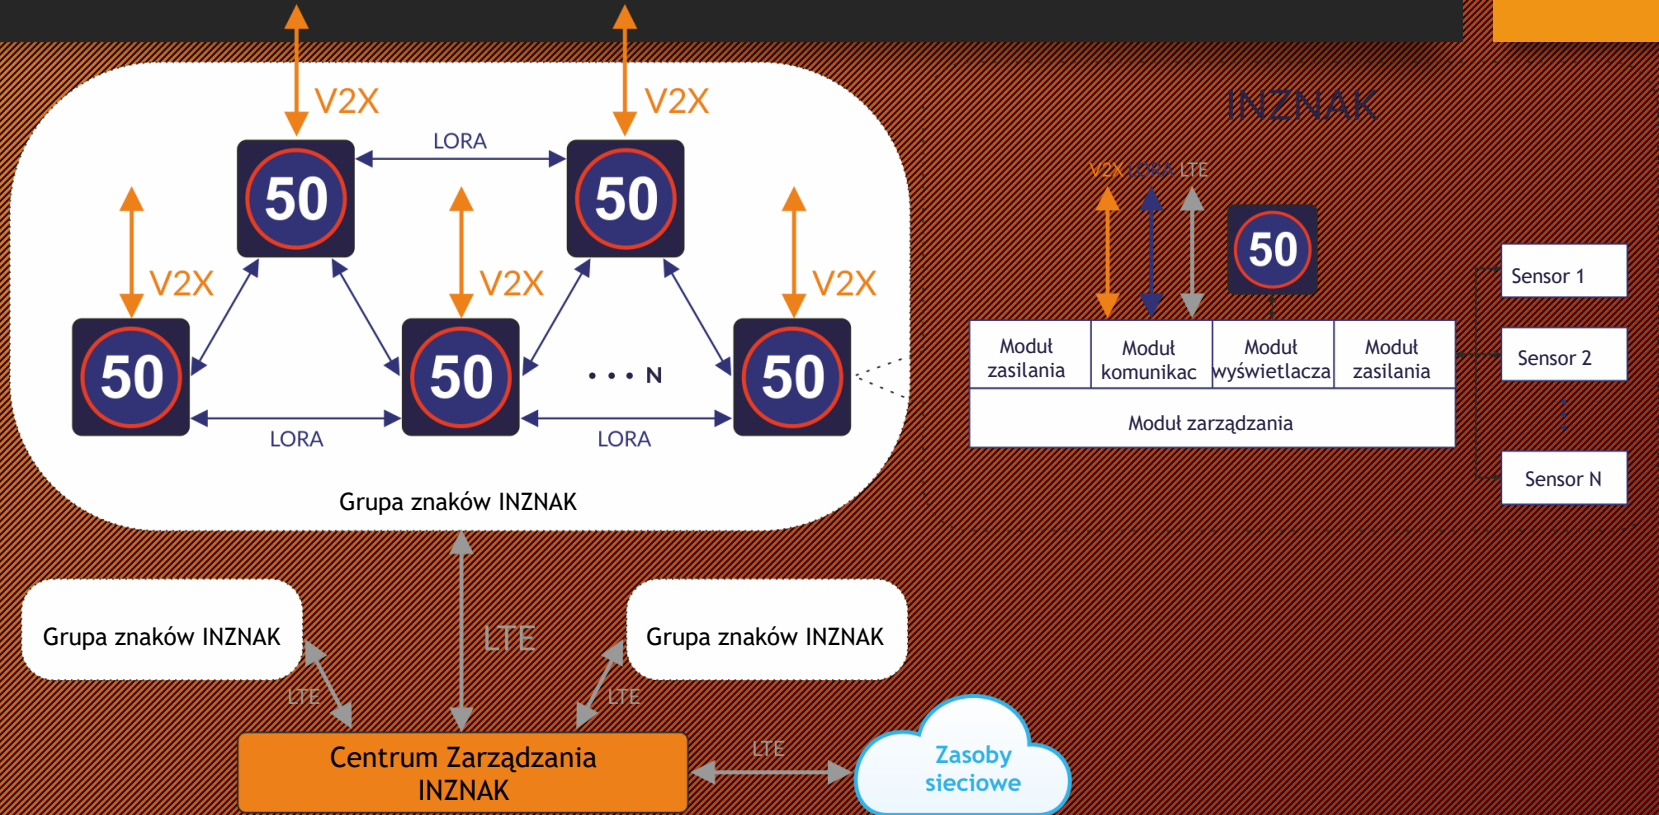 V2X
V2X
LORA
50
50
V2X
V2X
V2X
50
50
• • • N
50
LORA
LORA
Grupa znaków INZNAK
INZNAK
V2X LORA LTE
50
Moduł
zasilania
Moduł
komunikac
Moduł
wyświetlacza
Moduł
zasilania
Moduł zarządzania
Sensor 1
Sensor 2
Sensor N
Grupa znaków INZNAK
LTE
Grupa znaków INZNAK
LTE
LTE
Centrum Zarządzania
INZNAK
LTE
Zasoby
sieciowe